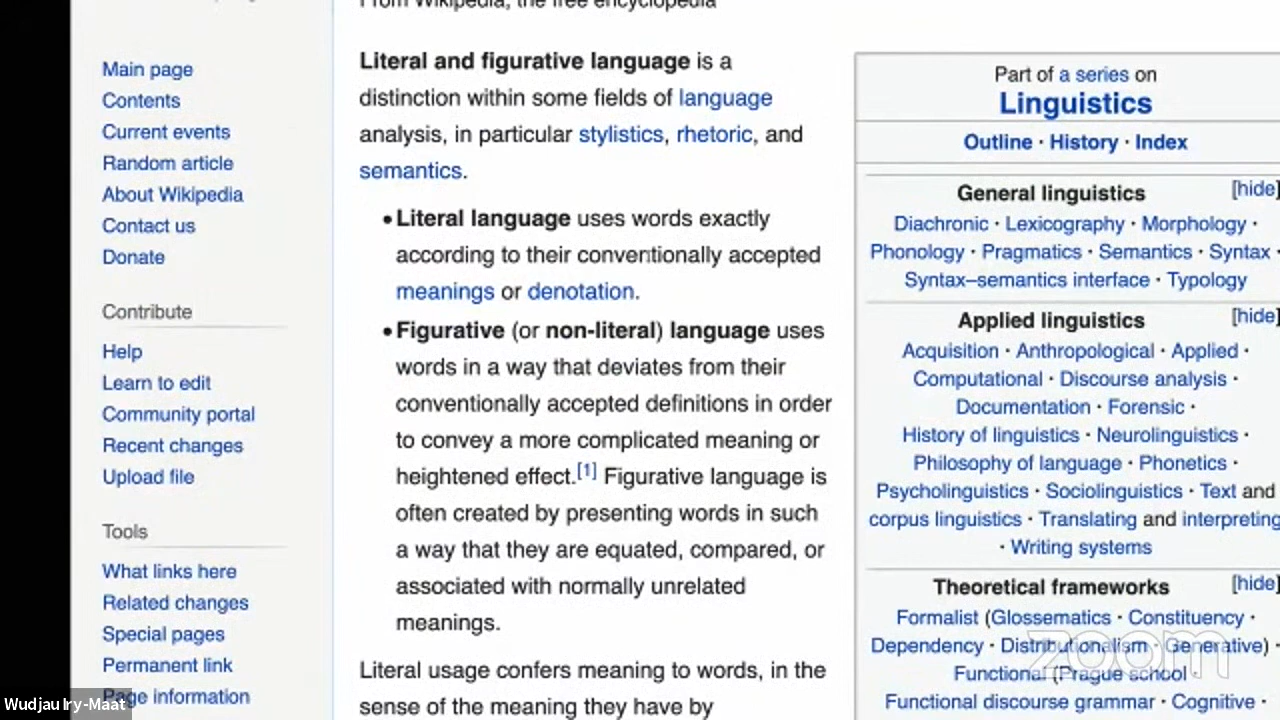 From Wikipedia, the free encyclopedia
Main page
Contents
Current events
Random article
About Wikipedia
Contact us
Donate
Contribute
Help
Learn to edit
Community portal
Recent changes
Upload file
Tools
What links here
Related changes
Special pages
Permanent link
Page information
Literal and figurative language is a
distinction within some fields of language
analysis, in particular stylistics, rhetoric, and
semantics.
• Literal language uses words exactly
according to their conventionally accepted
meanings or denotation.
• Figurative (or non-literal) language uses
words in a way that deviates from their
conventionally accepted definitions in order
to convey a more complicated meaning or
heightened effect.[1] Figurative language is
often created by presenting words in such
a way that they are equated, compared, or
associated with normally unrelated
meanings.
Literal usage confers meaning to words, in the
sense of the meaning they have by
Part of a series on
Linguistics
Outline · History · Index
General linguistics [hide]
Diachronic · Lexicography · Morphology ·
Phonology · Pragmatics · Semantics · Syntax ·
Syntax–semantics interface · Typology
Applied linguistics [hide]
Acquisition · Anthropological · Applied ·
Computational · Discourse analysis ·
Documentation · Forensic ·
History of linguistics · Neurolinguistics ·
Philosophy of language · Phonetics ·
Psycholinguistics · Sociolinguistics · Text and
corpus linguistics · Translating and interpreting
· Writing systems
Theoretical frameworks [hide]
Formalist (Glossematics · Constituency ·
Dependency · Distributionalism · Generative) ·
Functional (Prague school
Functional discourse grammar · Cognitive ·
zoom
Wudjau Iry-Maat